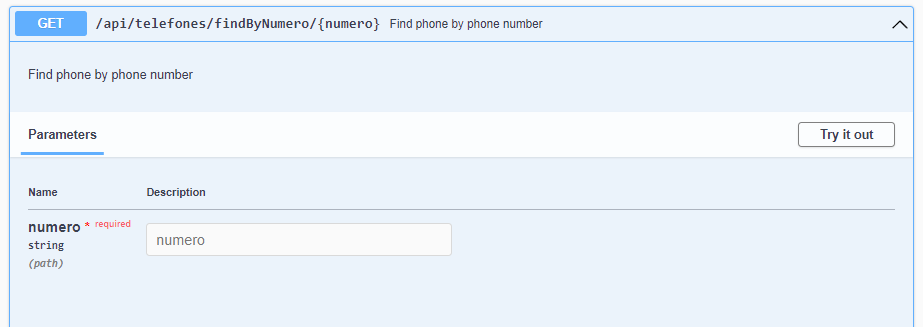 GET /api/telefones/findByNumero/{numero} Find phone by phone number
Find phone by phone number
Parameters Try it out
Name Description
numero * required
string
(path)
numero